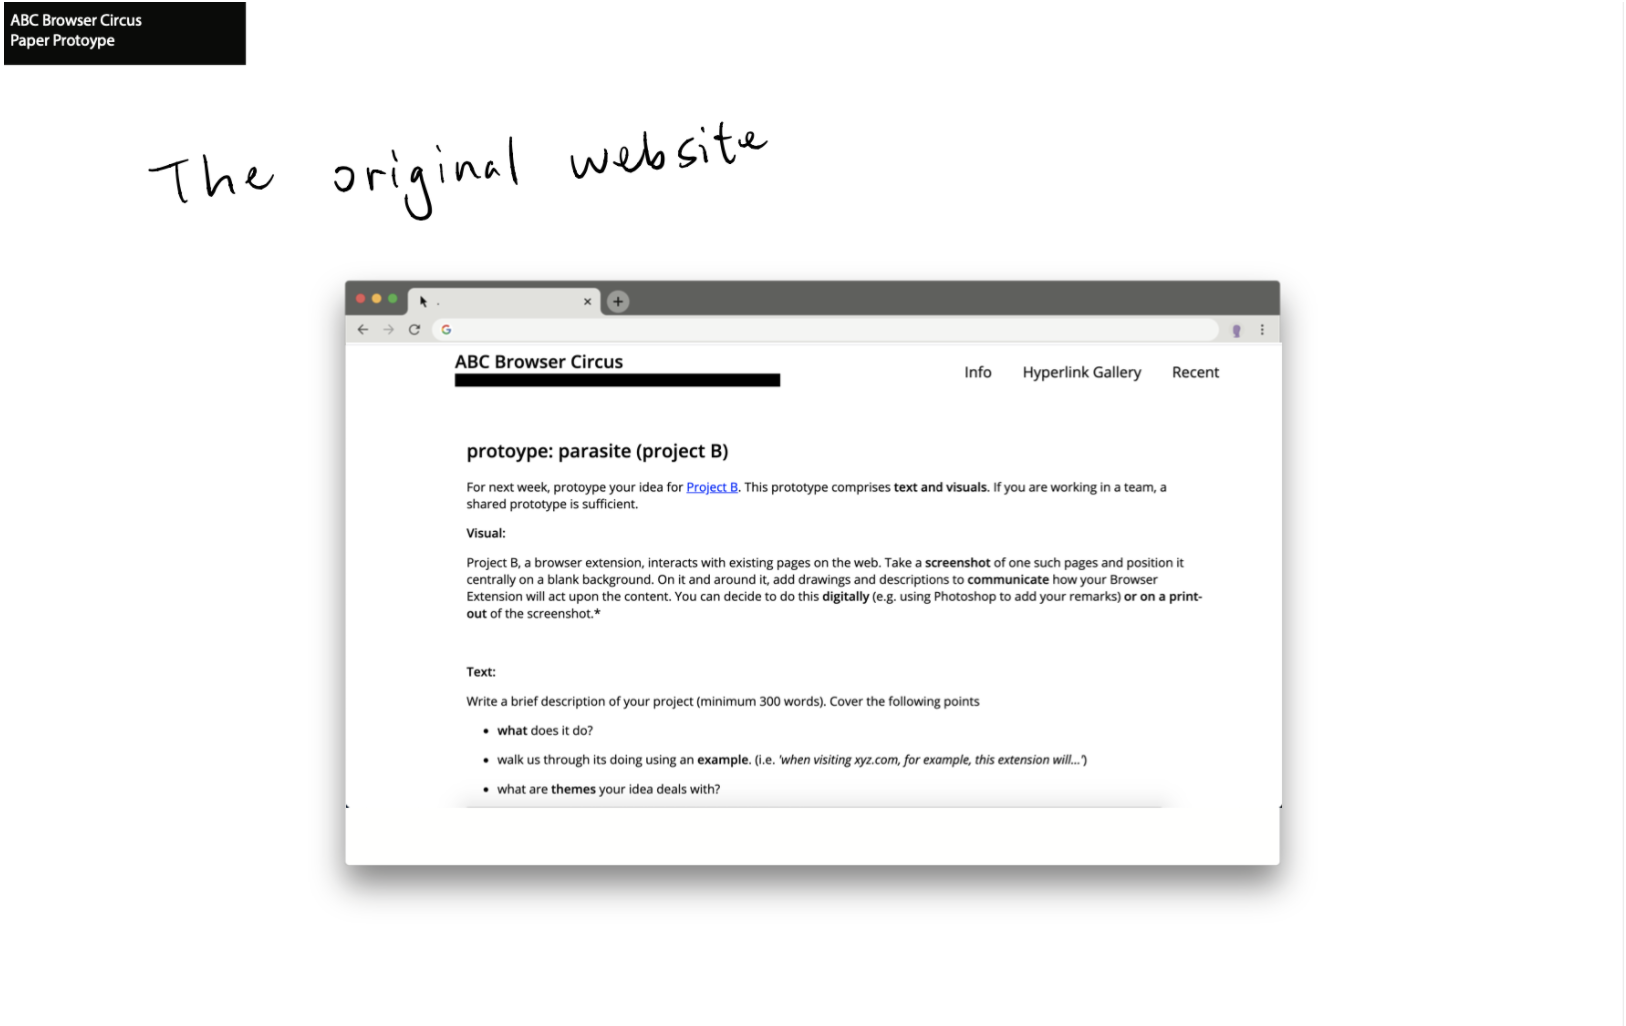 ABC Browser Circus
Paper Protoype
The original website
ABC Browser Circus
Info Hyperlink Gallery Recent
protoype: parasite (project B)
For next week, protoype your idea for Project B. This prototype comprises text and visuals. If you are working in a team, a
shared prototype is sufficient.
Visual:
Project B, a browser extension, interacts with existing pages on the web. Take a screenshot of one such pages and position it
centrally on a blank background. On it and around it, add drawings and descriptions to communicate how your Browser
Extension will act upon the content. You can decide to do this digitally (e.g. using Photoshop to add your remarks) or on a print-
out of the screenshot.*
Text:
Write a brief description of your project (minimum 300 words). Cover the following points
• what does it do?
• walk us through its doing using an example. (i.e. 'when visiting xyz.com, for example, this extension will...')
• what are themes your idea deals with?